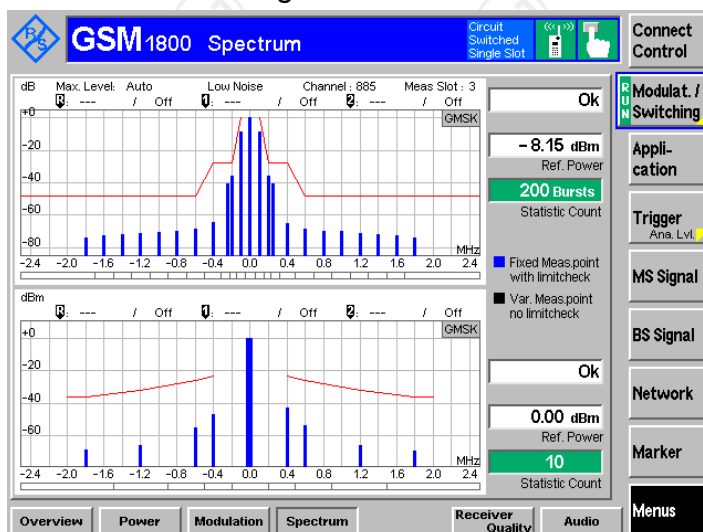 R/S
GSM 1800 Spectrum
Circuit
Switched
Single Slot
Connect
Control
dB Max. Level: Auto Low Noise Channel : 885 Meas Slot : 3
R: --- / Off 1: --- / Off 2: --- / Off
+0
-20
-40
-60
-80
GMSK
MHz
-2.4 -2.0 -1.6 -1.2 -0.8 -0.4 0.0 0.4 0.8 1.2 1.6 2.0 2.4
Ok
- 8.15 dBm
Ref. Power
200 Bursts
Statistic Count
Fixed Meas.point
with limitcheck
Var. Meas.point
no limitcheck
dBm
R: --- / Off 1: --- / Off 2: --- / Off
+0
-20
-40
-60
GMSK
MHz
-2.4 -2.0 -1.6 -1.2 -0.8 -0.4 0.0 0.4 0.8 1.2 1.6 2.0 2.4
Ok
0.00 dBm
Ref. Power
10
Statistic Count
RUN
Modulat. /
Switching
Appli-
cation
Trigger
Ana. Lvl.
MS Signal
BS Signal
Network
Marker
Menus
Overview Power Modulation Spectrum Receiver
Quality Audio